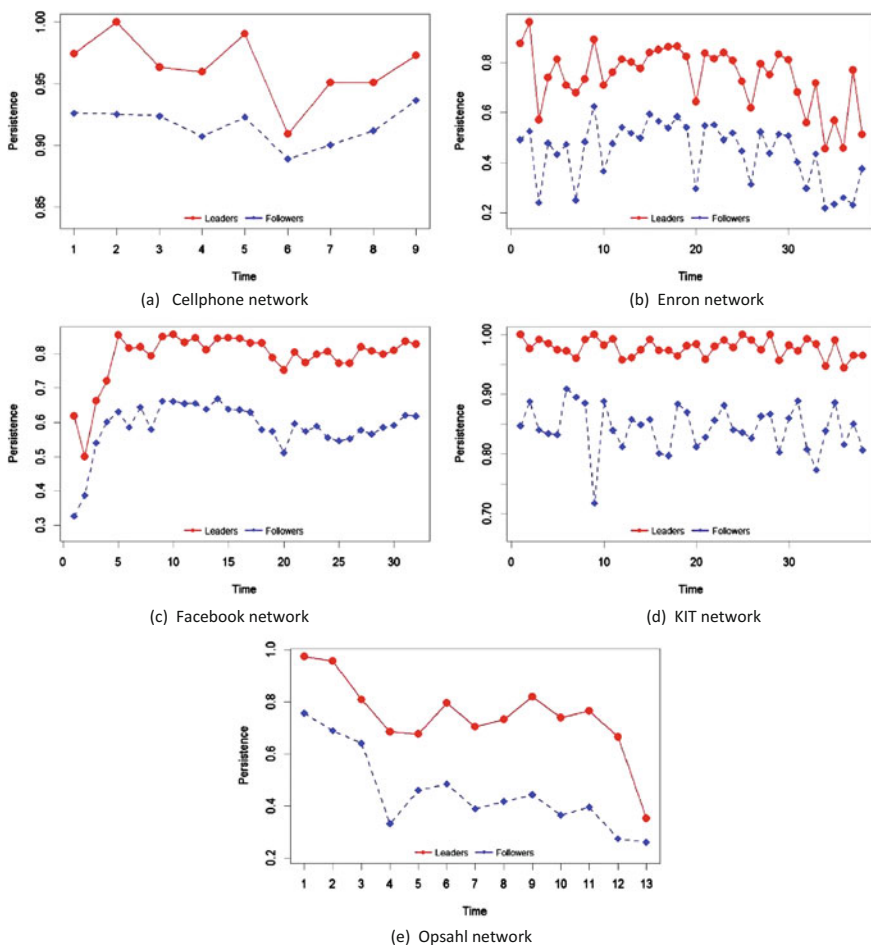 Persistence
1.00
0.95
0.90
0.85
Leaders Followers
1 2 3 4 5 6 7 8 9
Time
(a) Cellphone network
Persistence
0.8
0.6
0.4
0.2
Leaders Followers
0 10 20 30
Time
(b) Enron network
Persistence
0.8
0.7
0.6
0.5
0.4
0.3
Leaders Followers
0 5 10 15 20 25 30
Time
(c) Facebook network
Persistence
1.00
0.90
0.80
0.70
Leaders Followers
0 10 20 30
Time
(d) KIT network
Persistence
1.0
0.8
0.6
0.4
0.2
Leaders Followers
1 2 3 4 5 6 7 8 9 10 11 12 13
Time
(e) Opsahl network